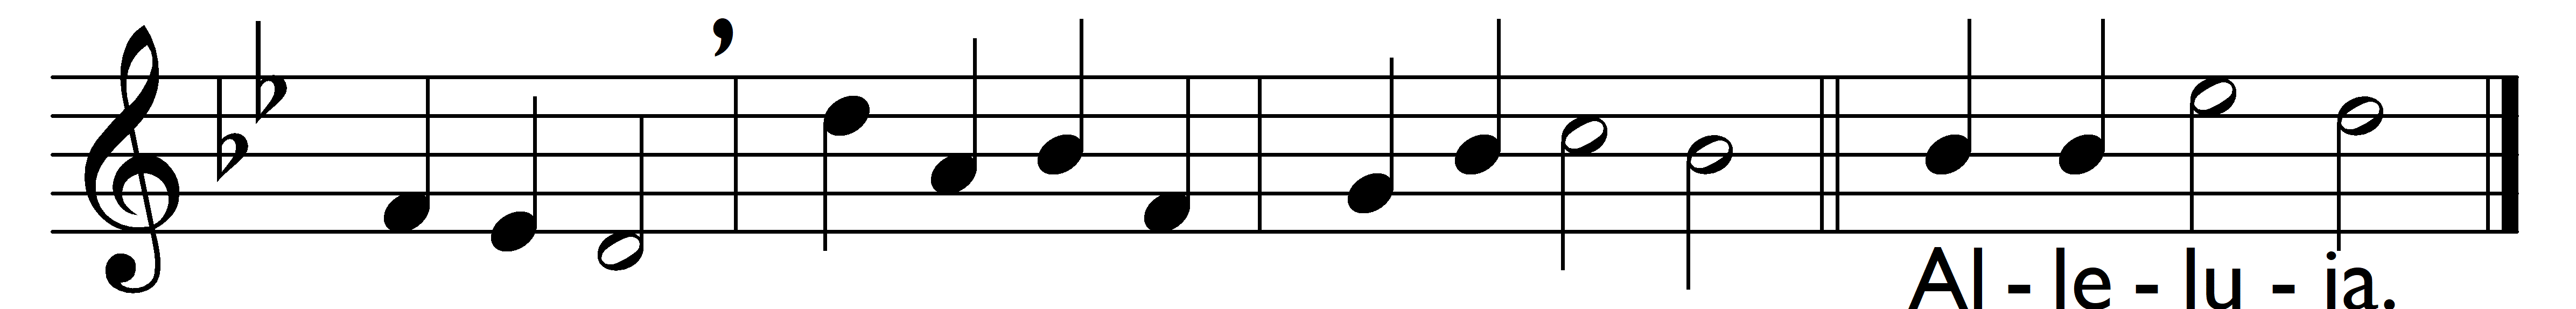 Al - le - lu - ia.